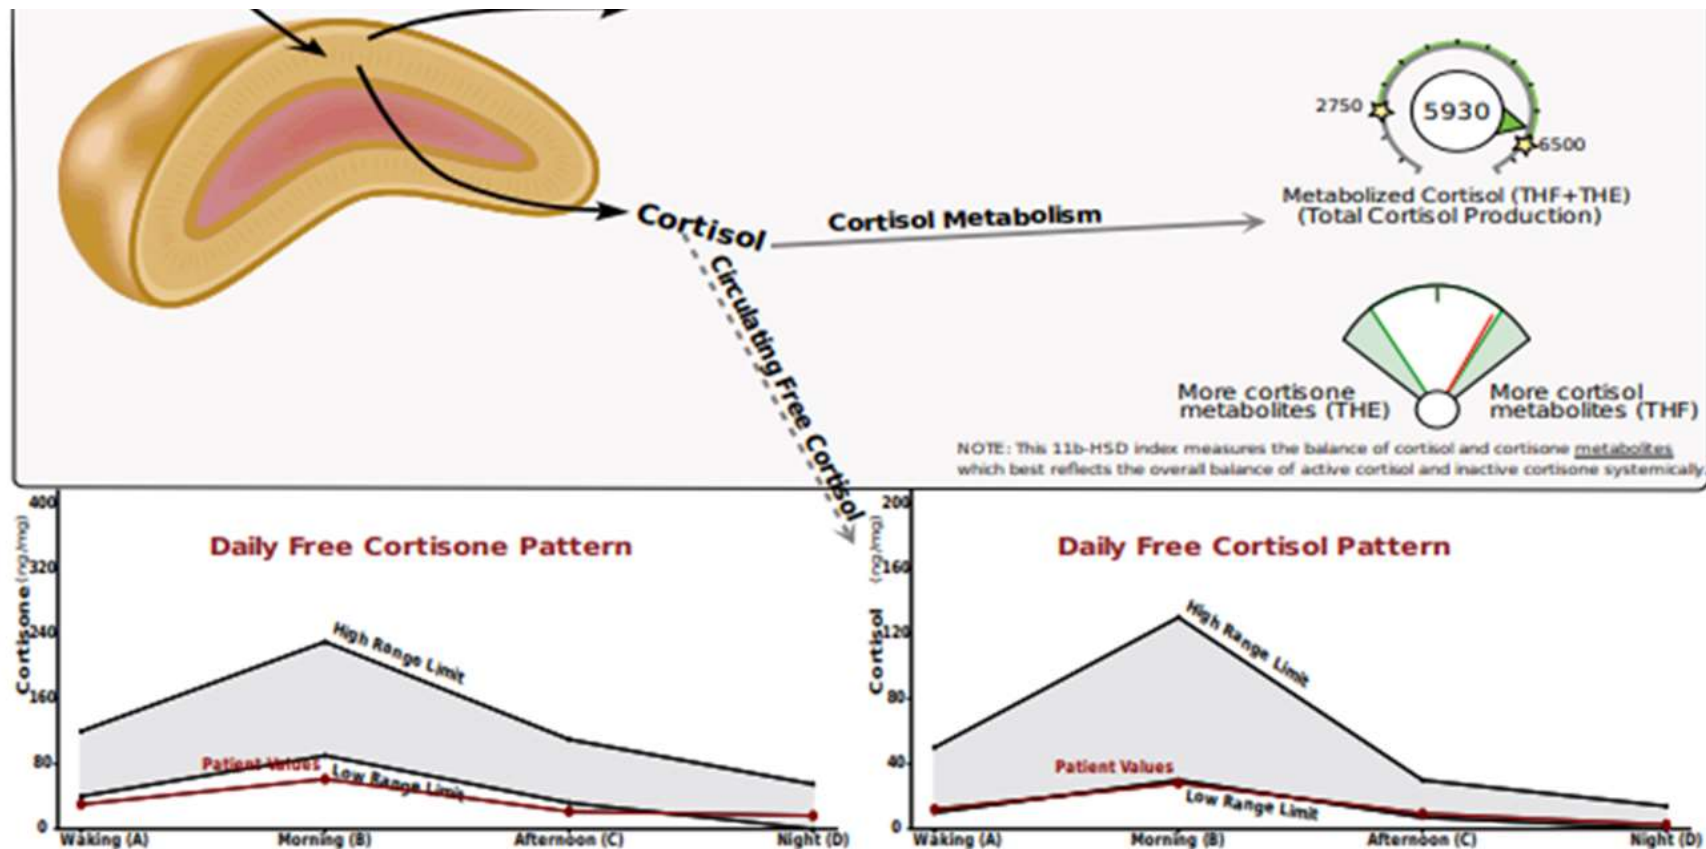 2750
5930
6500
Metabolized Cortisol (THF+THE)
(Total Cortisol Production)
Cortisol
Cortisol Metabolism
Circulating Free Cortisol
More cortisone
metabolites (THE)
More cortisol
metabolites (THF)
NOTE: This 11b-HSD index measures the balance of cortisol and cortisone metabolites
which best reflects the overall balance of active cortisol and inactive cortisone systemically.
Daily Free Cortisone Pattern
Cortisone (ng/mg)
400
320
240
160
80
0
High Range Limit
Patient Values
Low Range Limit
Waking (A)
Morning (B)
Afternoon (C)
Night (D)
Daily Free Cortisol Pattern
Cortisol (ng/mg)
200
160
120
80
40
0
High Range Limit
Patient Values
Low Range Limit
Waking (A)
Morning (B)
Afternoon (C)
Night (D)